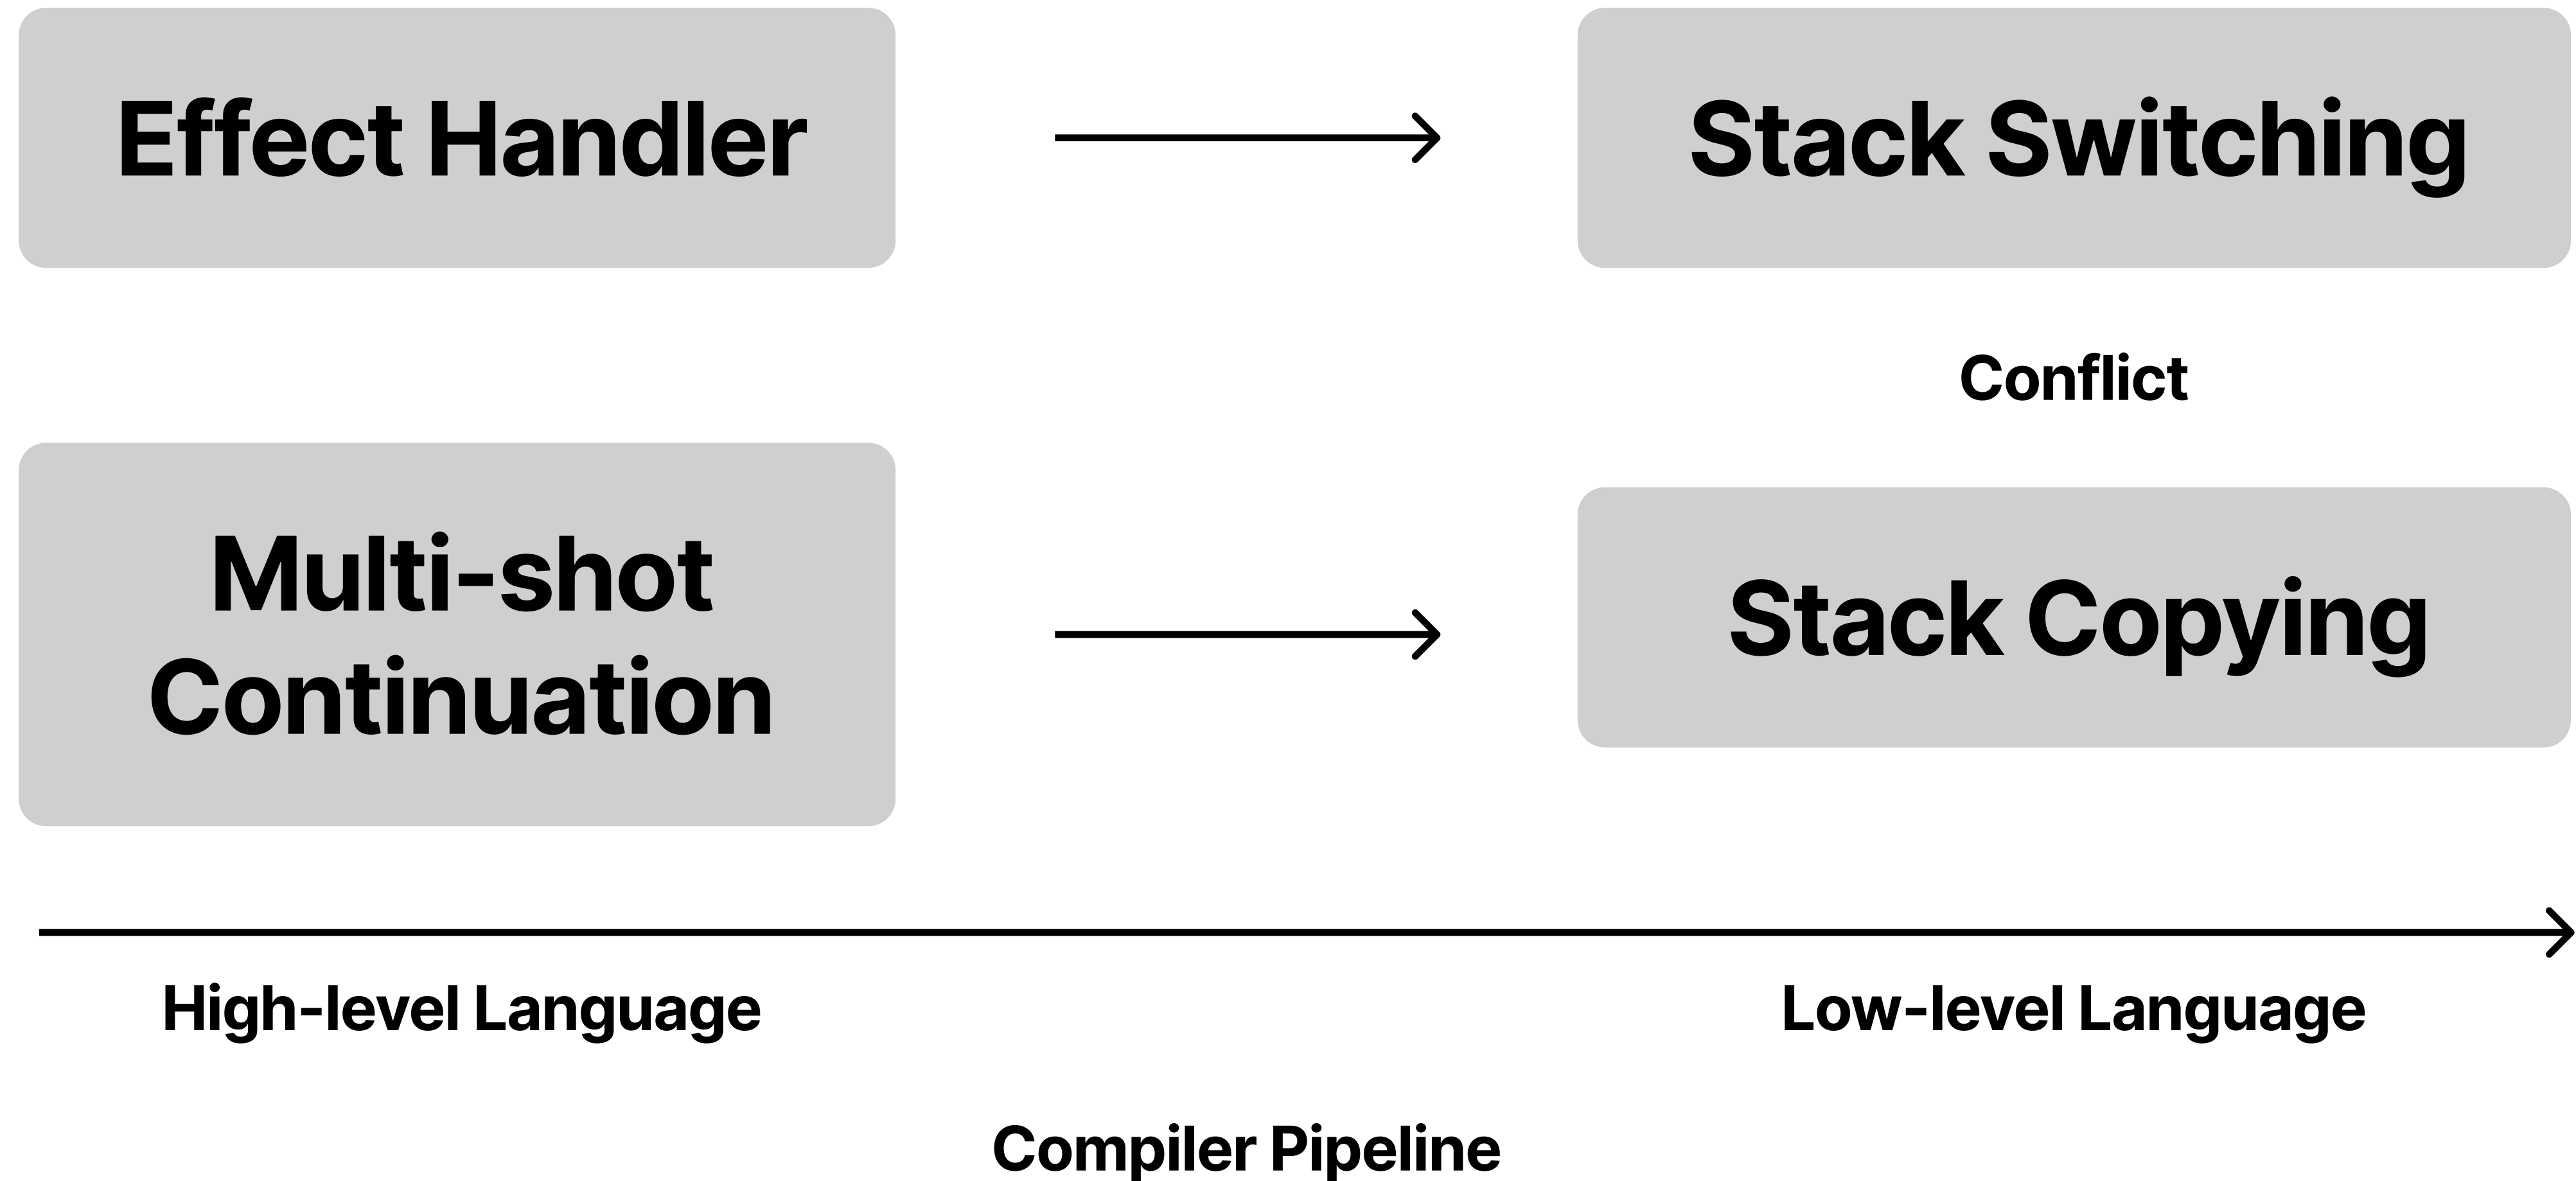 Effect Handler
Stack Switching
Conflict
Multi-shot
Continuation
Stack Copying
High-level Language
Low-level Language
Compiler Pipeline